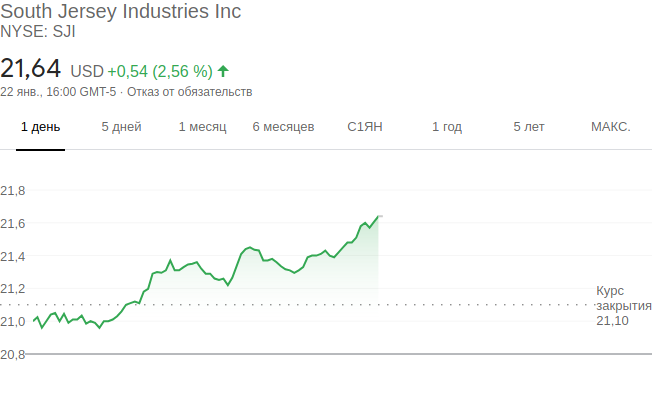 South Jersey Industries Inc
NYSE: SJI
21,64 USD +0,54 (2,56 %)
22 янв., 16:00 GMT-5 · Отказ от обязательств
1 день 5 дней 1 месяц 6 месяцев С1ЯН 1 год 5 лет МАКС.
21,8
21,6
21,4
21,2
Курс
закрытия
21,10
21,0
20,8